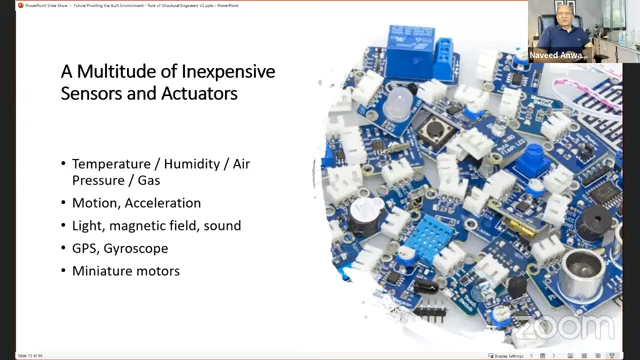 PowerPoint Slide Show - Future Proofing the Built Environment - Role of Structural Engineers V2.pptx - PowerPoint
Naveed Anwa...
A Multitude of Inexpensive
Sensors and Actuators
• Temperature / Humidity / Air
Pressure / Gas
• Motion, Acceleration
• Light, magnetic field, sound
• GPS, Gyroscope
• Miniature motors
zoom
Display Settings